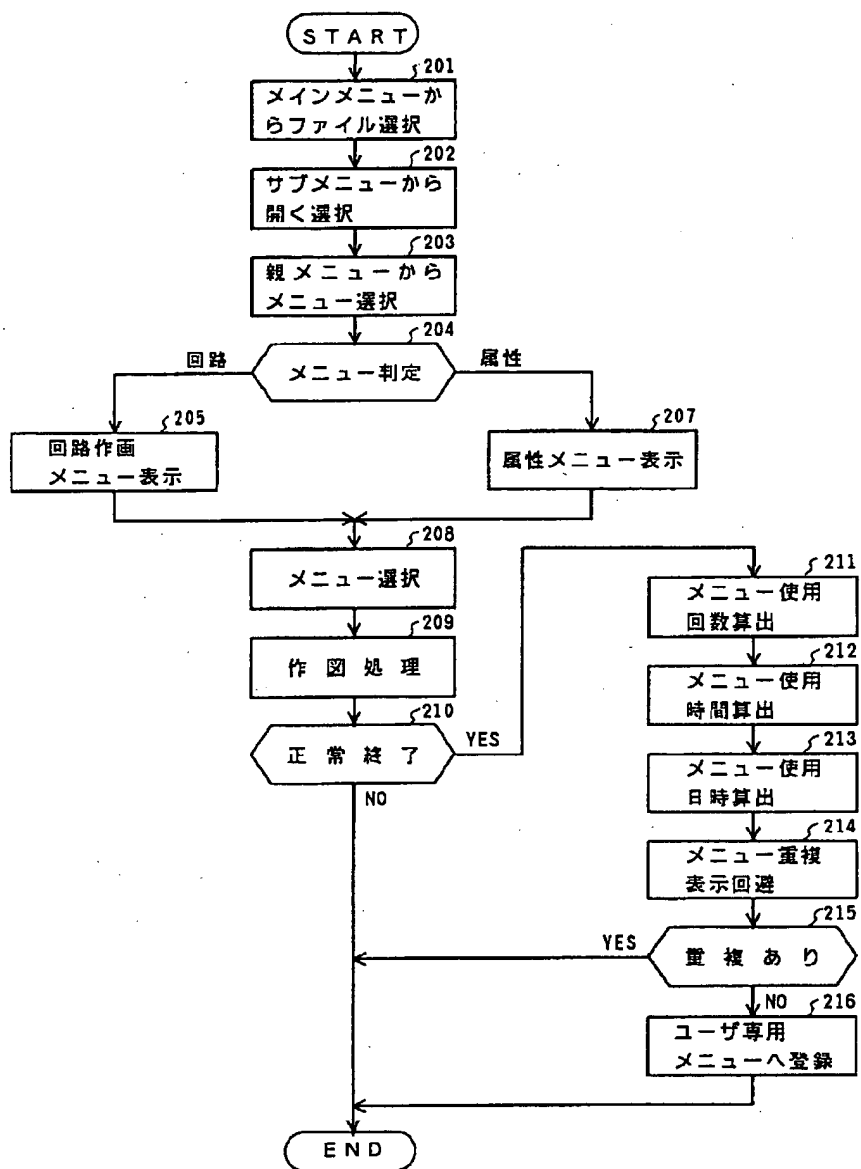 START
201
メインメニューか
らファイル選択
202
サブメニューから
開く選択
203
親メニューから
メニュー選択
204
メニュー判定
回路
属性
205
回路作画
メニュー表示
207
属性メニュー表示
208
メニュー選択
209
作図処理
210
正常終了
YES
NO
211
メニュー使用
回数算出
212
メニュー使用
時間算出
213
メニュー使用
日時算出
214
メニュー重複
表示回避
215
重複あり
YES
NO
216
ユーザ専用
メニューへ登録
END